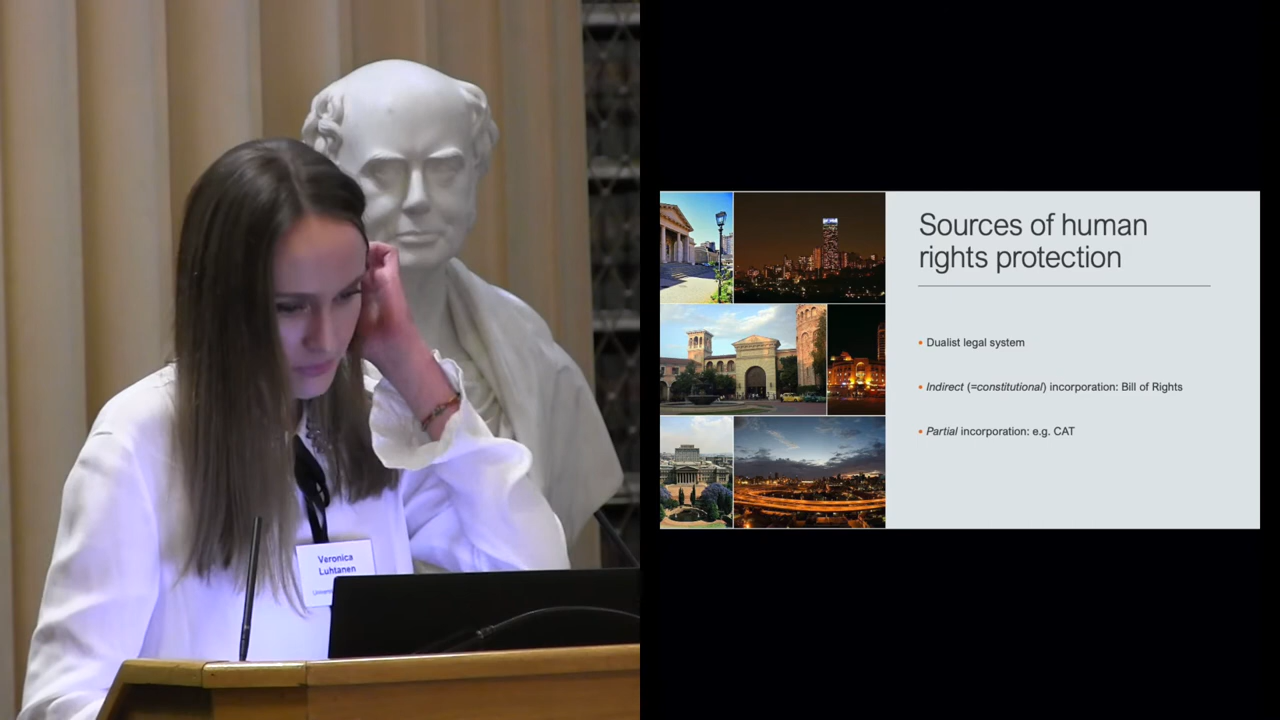 Veronica
Luhtanen
Sources of human
rights protection
• Dualist legal system
• Indirect (=constitutional) incorporation: Bill of Rights
• Partial incorporation: e.g. CAT